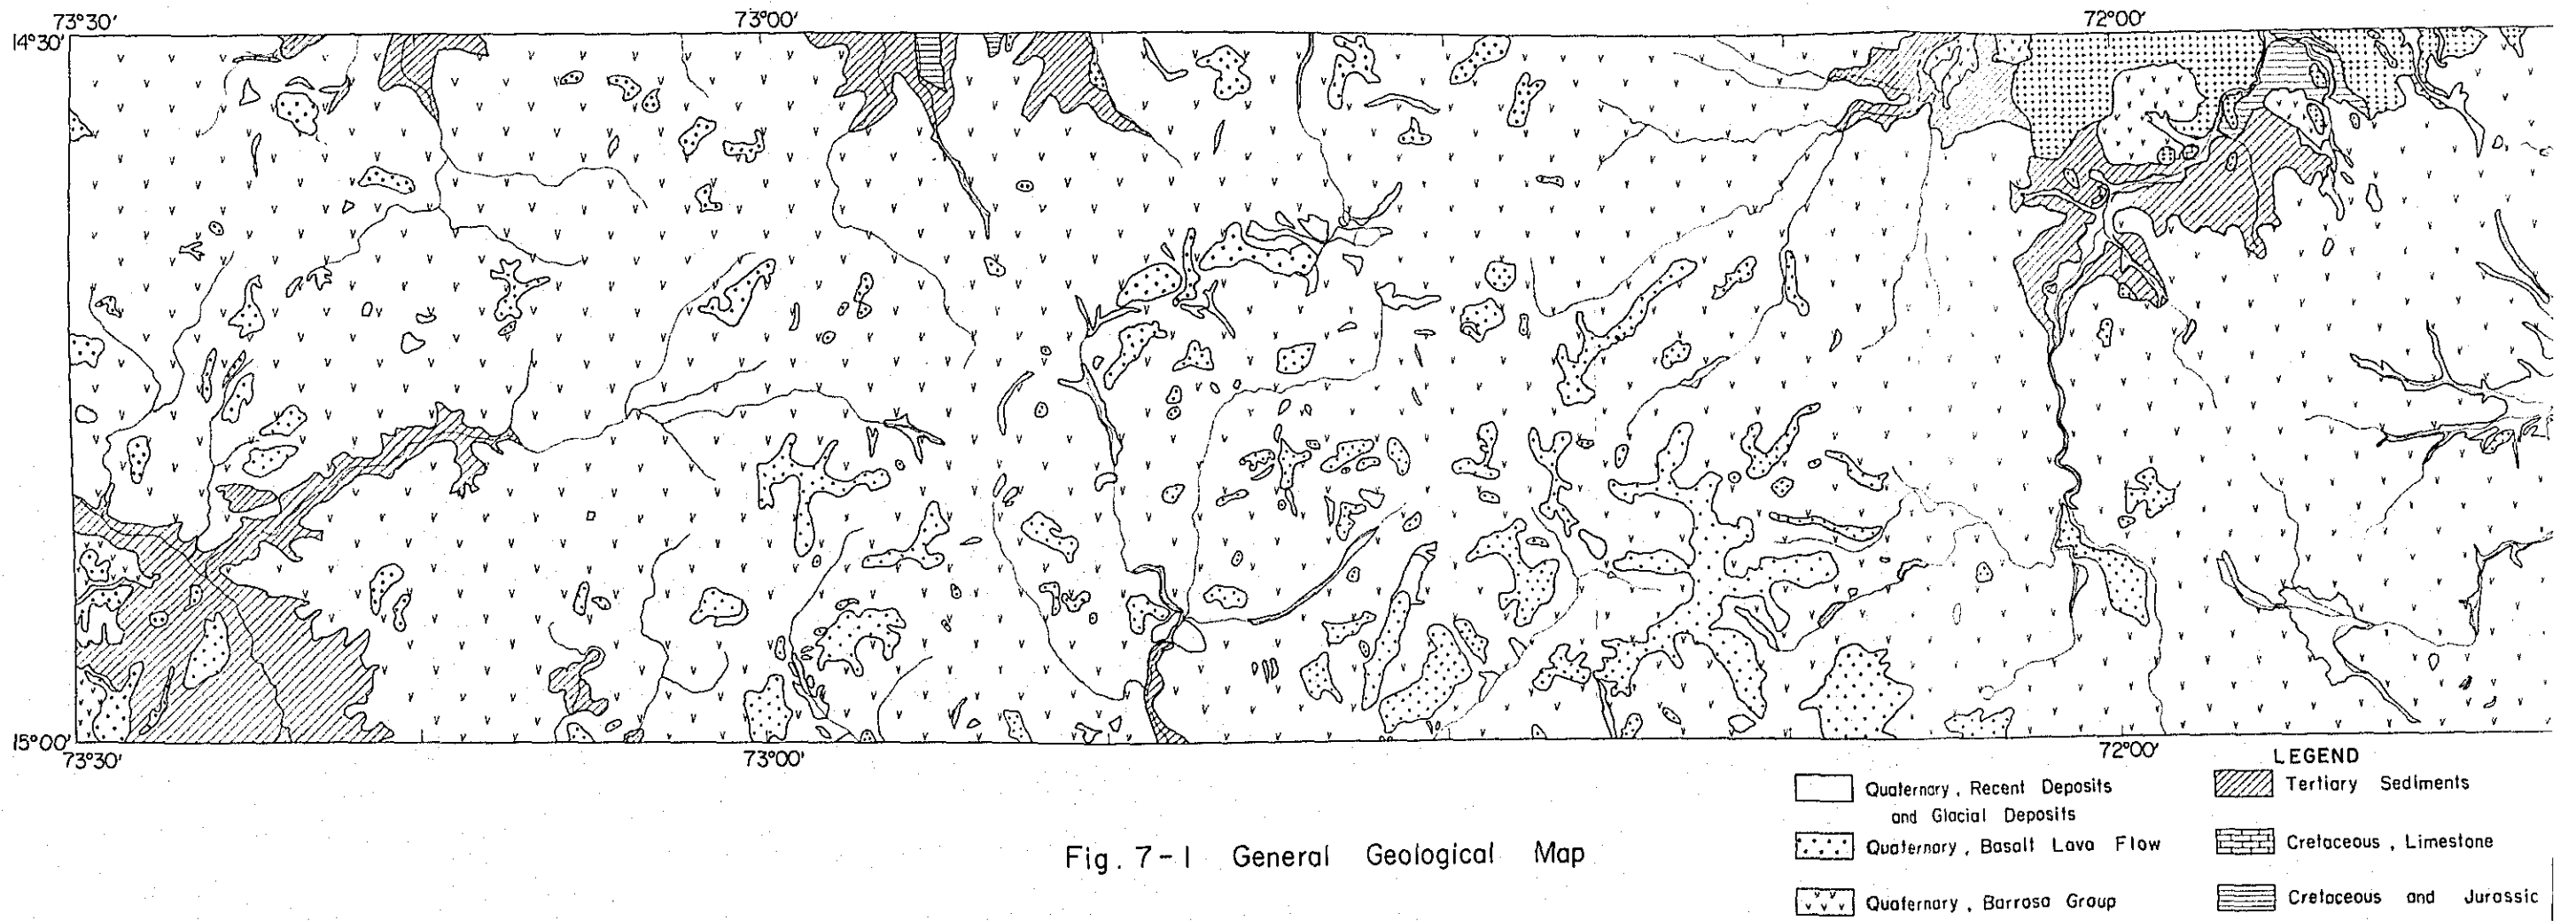 73°30′ 73°00′ 72°00′
14°30′
15°00′
73°30′ 73°00′ 72°00′
LEGEND
Quaternary, Recent Deposits
and Glacial Deposits
Quaternary, Basalt Lava Flow
Quaternary, Barroso Group
Tertiary Sediments
Cretaceous, Limestone
Cretaceous and Jurassic
Fig. 7-1 General Geological Map